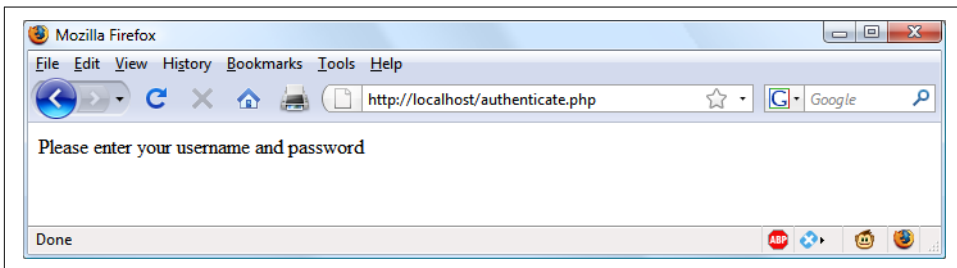 Mozilla Firefox
File Edit View History Bookmarks Tools Help
http://localhost/authenticate.php G Google
Please enter your username and password
Done ABP